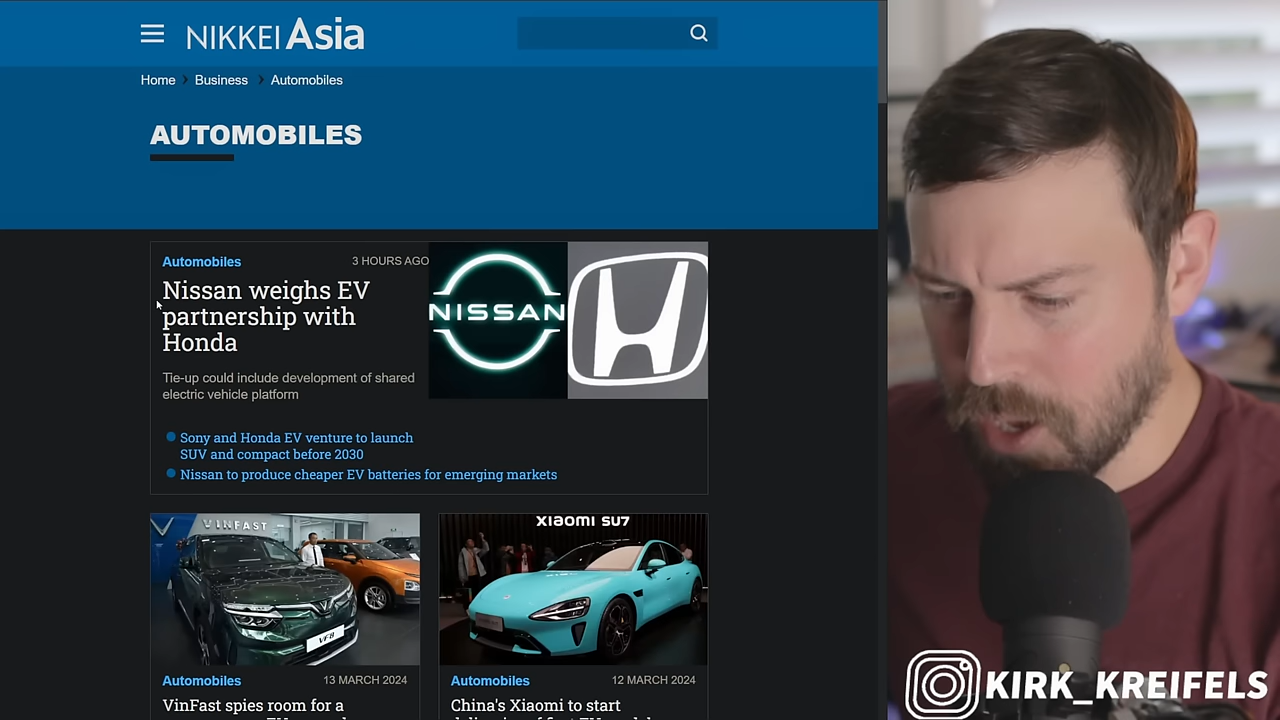 NIKKEI Asia
Home > Business > Automobiles
AUTOMOBILES
Automobiles
3 HOURS AGO
Nissan weighs EV
partnership with
Honda
Tie-up could include development of shared
electric vehicle platform
NISSAN
Sony and Honda EV venture to launch
SUV and compact before 2030
Nissan to produce cheaper EV batteries for emerging markets
VINFAST
VF8
Automobiles
13 MARCH 2024
VinFast spies room for a
XIAOMI SU7
Automobiles
12 MARCH 2024
China's Xiaomi to start
KIRK_KREIFELS